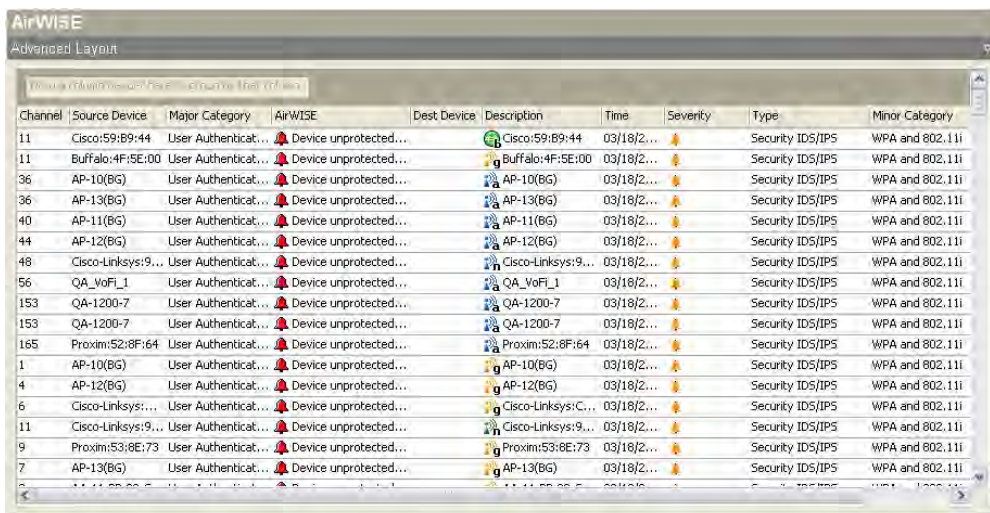 AirWISE
Advanced Layout
Channel Source Device Major Category AirWISE Dest Device Description Time Severity Type Minor Category
11 Cisco:59:B9:44 User Authenticat... Device unprotected... b Cisco:59:B9:44 03/18/2... Security IDS/IPS WPA and 802.11i
11 Buffalo:4F:5E:00 User Authenticat... Device unprotected... g Buffalo:4F:5E:00 03/18/2... Security IDS/IPS WPA and 802.11i
36 AP-10(BG) User Authenticat... Device unprotected... a AP-10(BG) 03/18/2... Security IDS/IPS WPA and 802.11i
36 AP-13(BG) User Authenticat... Device unprotected... a AP-13(BG) 03/18/2... Security IDS/IPS WPA and 802.11i
40 AP-11(BG) User Authenticat... Device unprotected... a AP-11(BG) 03/18/2... Security IDS/IPS WPA and 802.11i
44 AP-12(BG) User Authenticat... Device unprotected... a AP-12(BG) 03/18/2... Security IDS/IPS WPA and 802.11i
48 Cisco-Linksys:9... User Authenticat... Device unprotected... n Cisco-Linksys:9... 03/18/2... Security IDS/IPS WPA and 802.11i
56 QA_VoFi_1 User Authenticat... Device unprotected... a QA_VoFi_1 03/18/2... Security IDS/IPS WPA and 802.11i
153 QA-1200-7 User Authenticat... Device unprotected... a QA-1200-7 03/18/2... Security IDS/IPS WPA and 802.11i
153 QA-1200-7 User Authenticat... Device unprotected... a QA-1200-7 03/18/2... Security IDS/IPS WPA and 802.11i
165 Proxim:52:8F:64 User Authenticat... Device unprotected... a Proxim:52:8F:64 03/18/2... Security IDS/IPS WPA and 802.11i
1 AP-10(BG) User Authenticat... Device unprotected... g AP-10(BG) 03/18/2... Security IDS/IPS WPA and 802.11i
4 AP-12(BG) User Authenticat... Device unprotected... g AP-12(BG) 03/18/2... Security IDS/IPS WPA and 802.11i
6 Cisco-Linksys:... User Authenticat... Device unprotected... g Cisco-Linksys:C... 03/18/2... Security IDS/IPS WPA and 802.11i
11 Cisco-Linksys:9... User Authenticat... Device unprotected... n Cisco-Linksys:9... 03/18/2... Security IDS/IPS WPA and 802.11i
9 Proxim:53:8E:73 User Authenticat... Device unprotected... g Proxim:53:8E:73 03/18/2... Security IDS/IPS WPA and 802.11i
7 AP-13(BG) User Authenticat... Device unprotected... g AP-13(BG) 03/18/2... Security IDS/IPS WPA and 802.11i